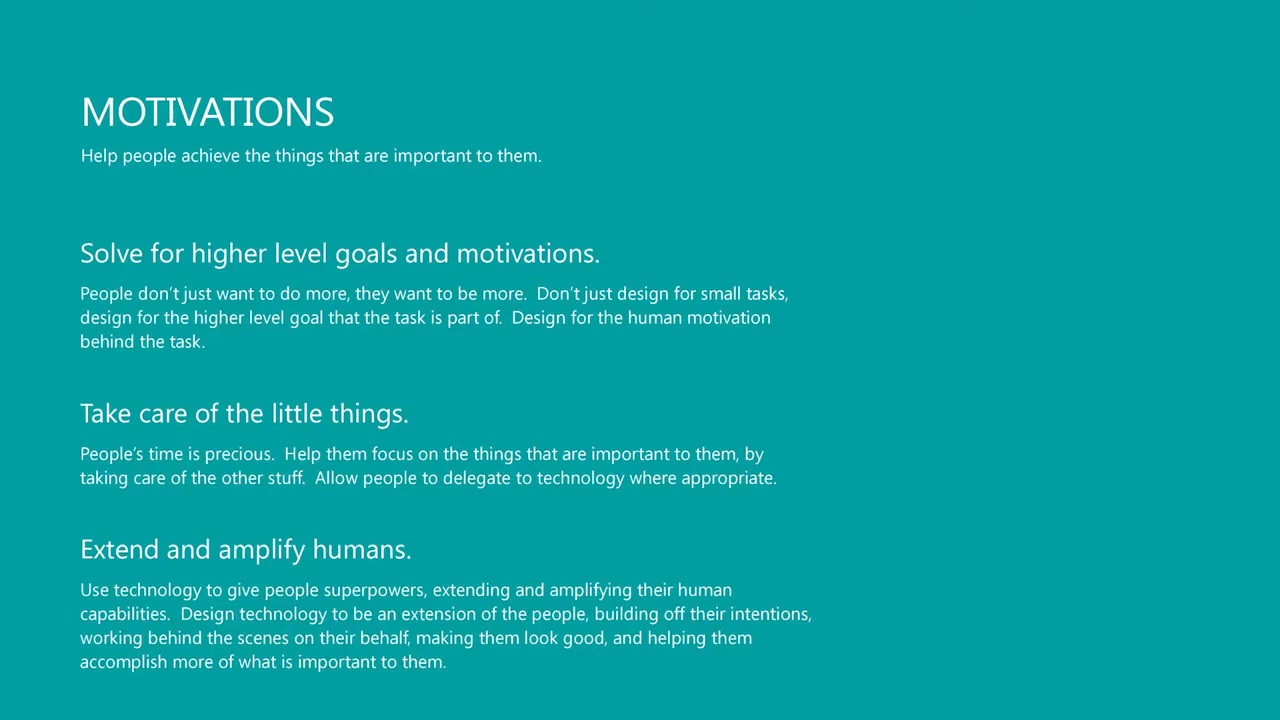 MOTIVATIONS
Help people achieve the things that are important to them.
Solve for higher level goals and motivations.
People don't just want to do more, they want to be more.  Don't just design for small tasks,
design for the higher level goal that the task is part of.  Design for the human motivation
behind the task.
Take care of the little things.
People's time is precious.  Help them focus on the things that are important to them, by
taking care of the other stuff.  Allow people to delegate to technology where appropriate.
Extend and amplify humans.
Use technology to give people superpowers, extending and amplifying their human
capabilities.  Design technology to be an extension of the people, building off their intentions,
working behind the scenes on their behalf, making them look good, and helping them
accomplish more of what is important to them.